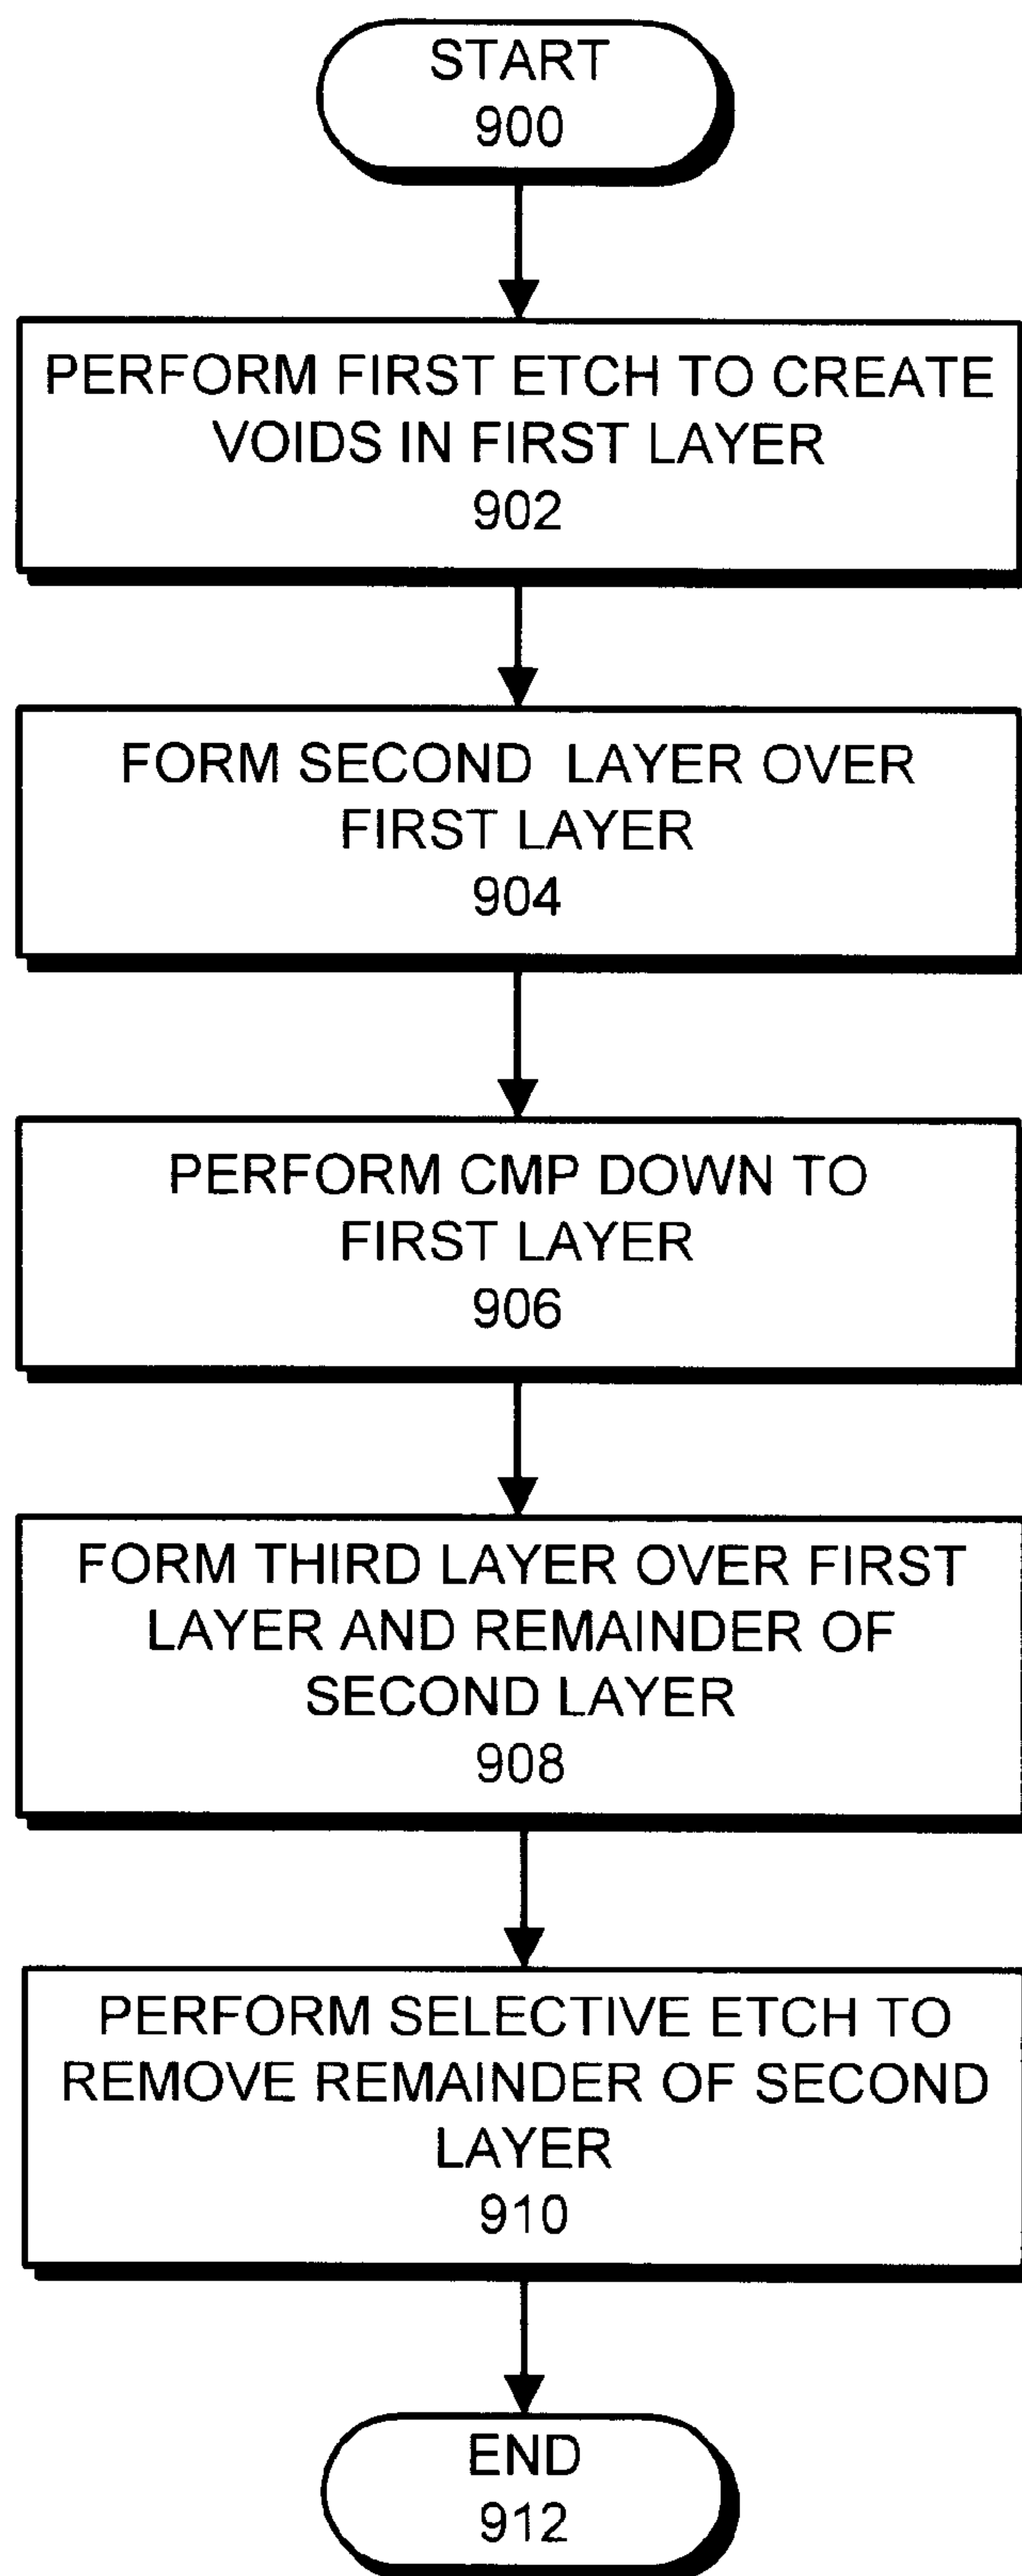 START
900
PERFORM FIRST ETCH TO CREATE
VOIDS IN FIRST LAYER
902
FORM SECOND LAYER OVER
FIRST LAYER
904
PERFORM CMP DOWN TO
FIRST LAYER
906
FORM THIRD LAYER OVER FIRST
LAYER AND REMAINDER OF
SECOND LAYER
908
PERFORM SELECTIVE ETCH TO
REMOVE REMAINDER OF SECOND
LAYER
910
END
912